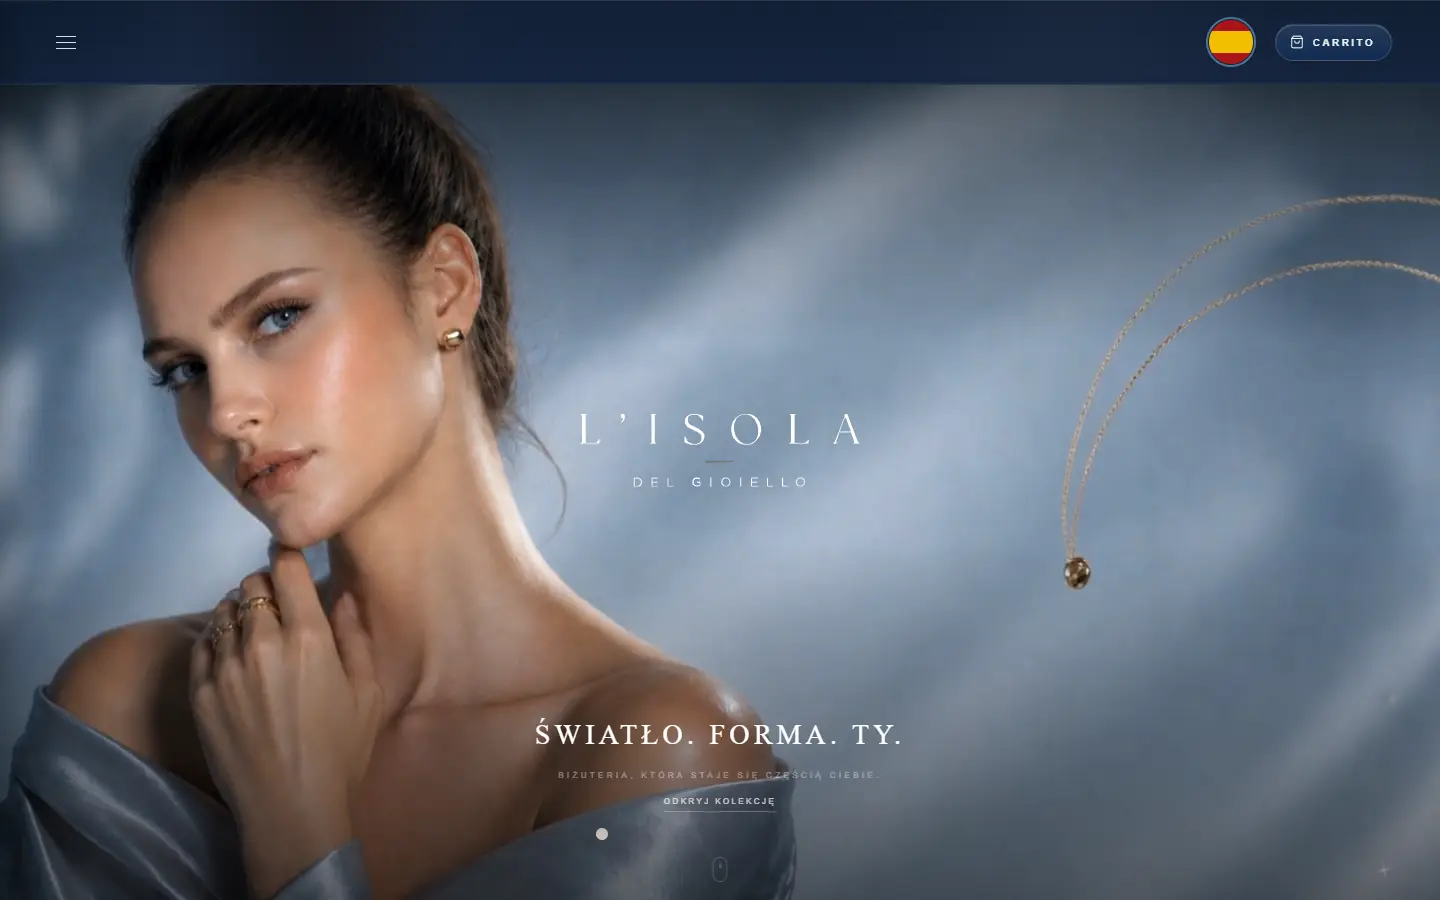 CARRITO
L’ISOLA
DEL GIOIELLO
ŚWIATŁO. FORMA. TY.
BIŻUTERIA, KTÓRA STAJE SIĘ CZĘŚCIĄ CIEBIE.
ODKRYJ KOLEKCJĘ